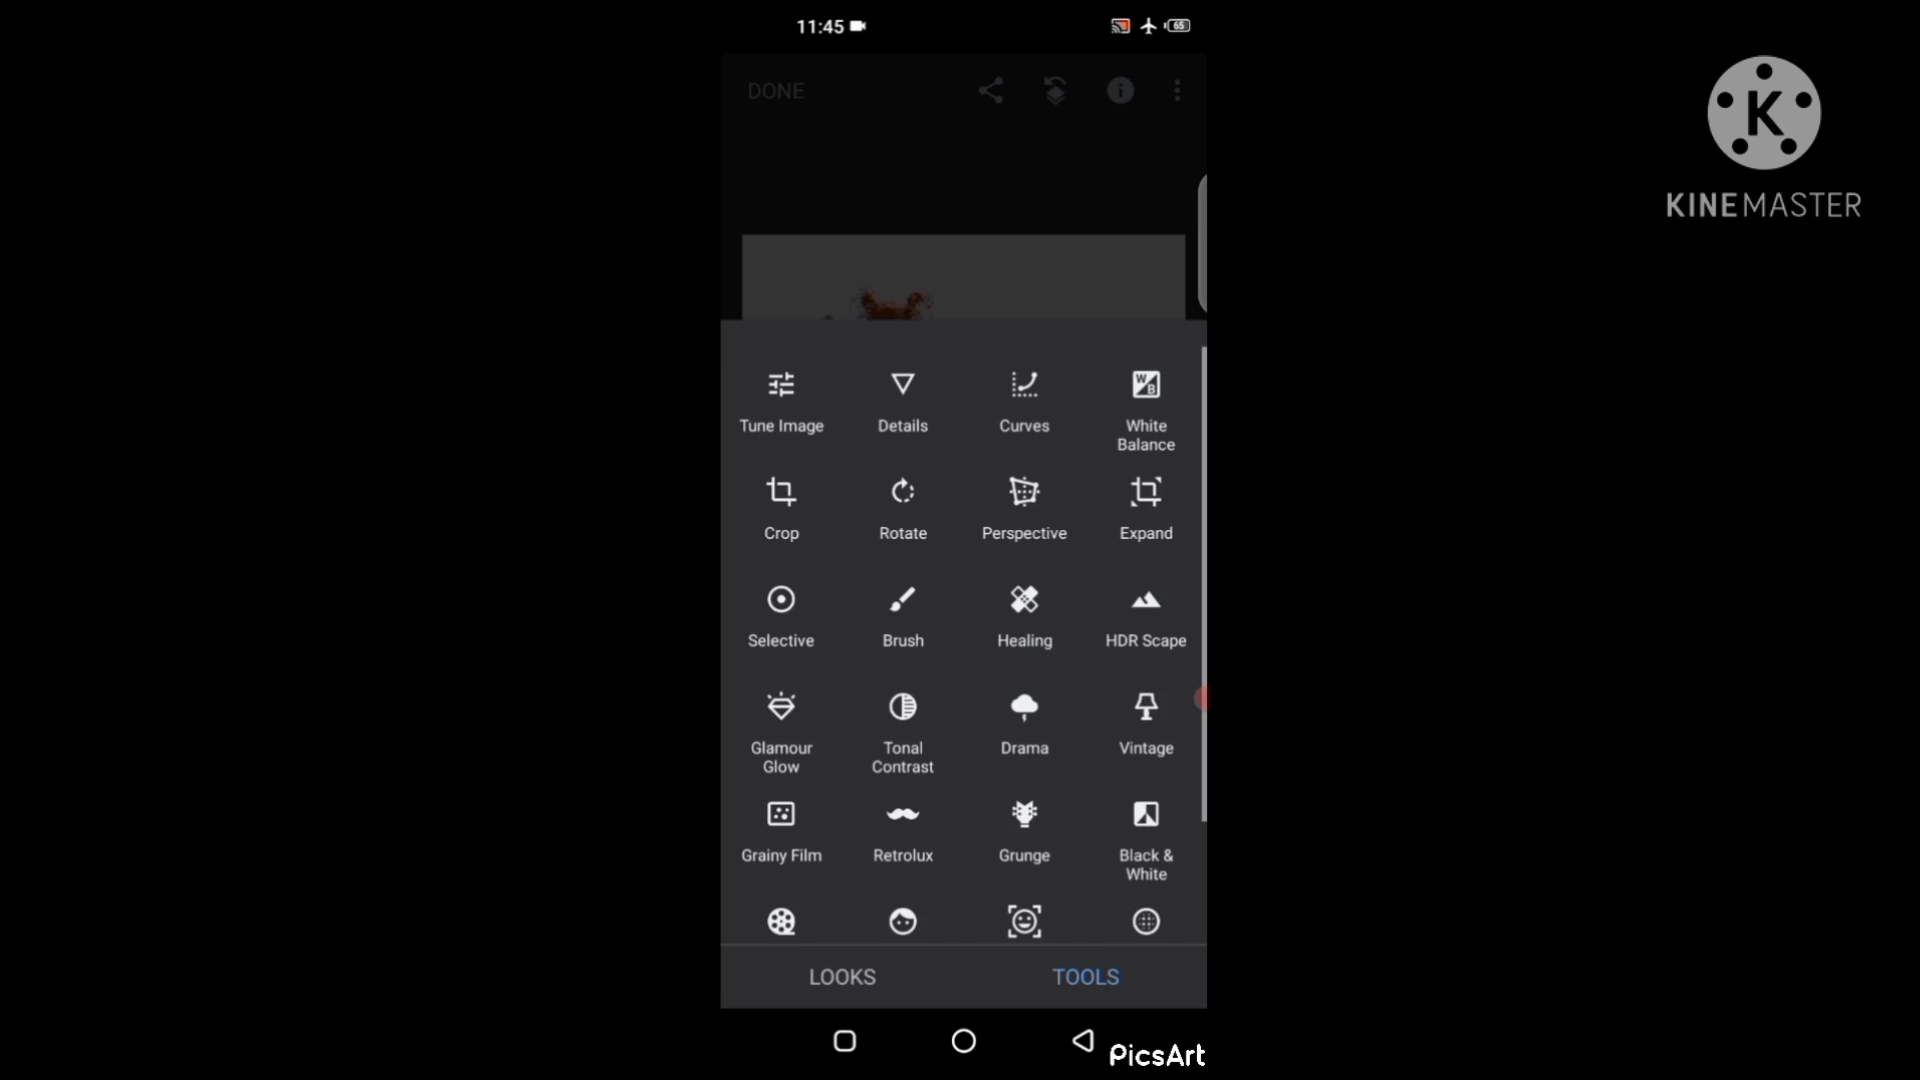 11:45
65
DONE
Tune Image
Details
Curves
W
B
White
Balance
Crop
Rotate
Perspective
Expand
Selective
Brush
Healing
HDR Scape
Glamour
Glow
Tonal
Contrast
Drama
Vintage
Grainy Film
Retrolux
Grunge
Black &
White
LOOKS
TOOLS
PicsArt
K
KINEMASTER